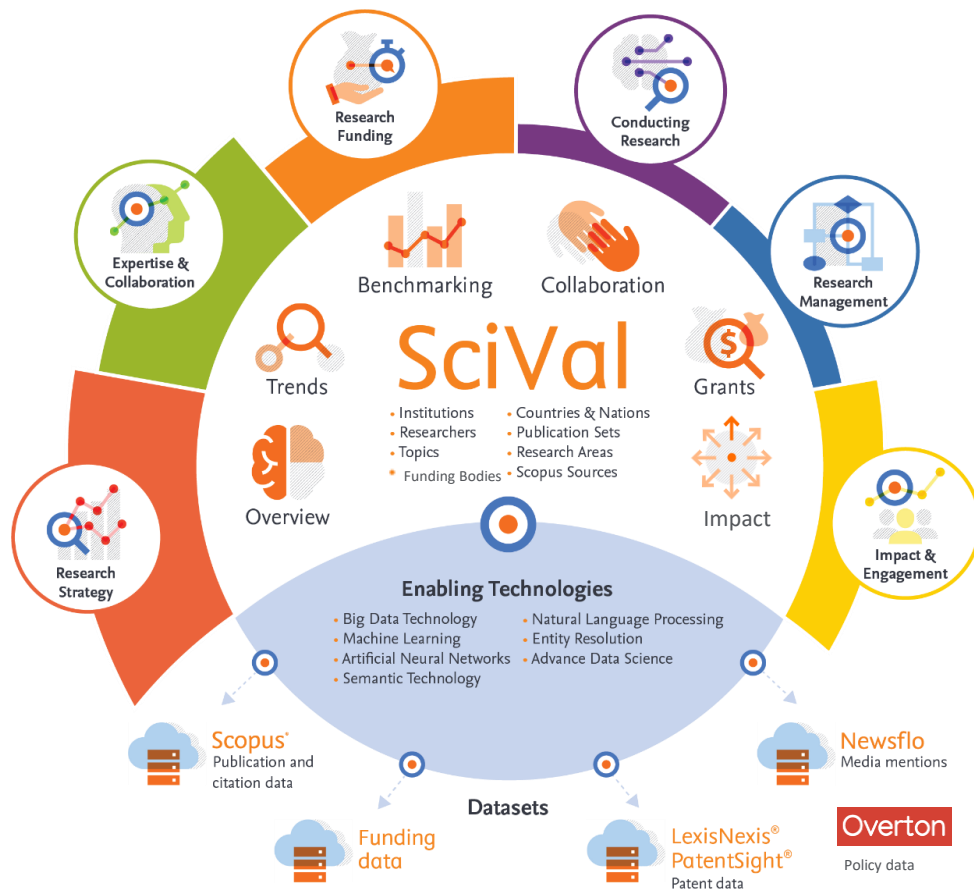 Research
Funding
Conducting
Research
Expertise &
Collaboration
Research
Management
Benchmarking
Collaboration
Trends
SciVal
Grants
• Institutions
• Researchers
• Topics
* Funding Bodies
• Countries & Nations
• Publication Sets
• Research Areas
• Scopus Sources
$
Overview
Impact
Research
Strategy
Impact &
Engagement
Enabling Technologies
• Big Data Technology
• Machine Learning
• Artificial Neural Networks
• Semantic Technology
• Natural Language Processing
• Entity Resolution
• Advance Data Science
Scopus®
Publication and
citation data
Newsflo
Media mentions
Datasets
Funding
data
LexisNexis®
PatentSight®
Patent data
Overton
Policy data